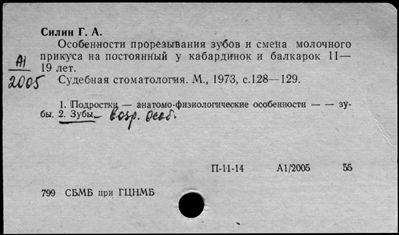 Силин Г. А.
Особенности прорезывания зубов и смена молочного
прикуса на постоянный у кабардинок и балкарок 11—
19 лет.
А1
2005
Судебная стоматология. М., 1973, с.128—129.
1. Подростки — анатомо-физиологические особенности — — зу-
бы. 2. Зубы— возр. особ.
П-11-14 А1/2005 55
799 СБМБ при ГЦНМБ